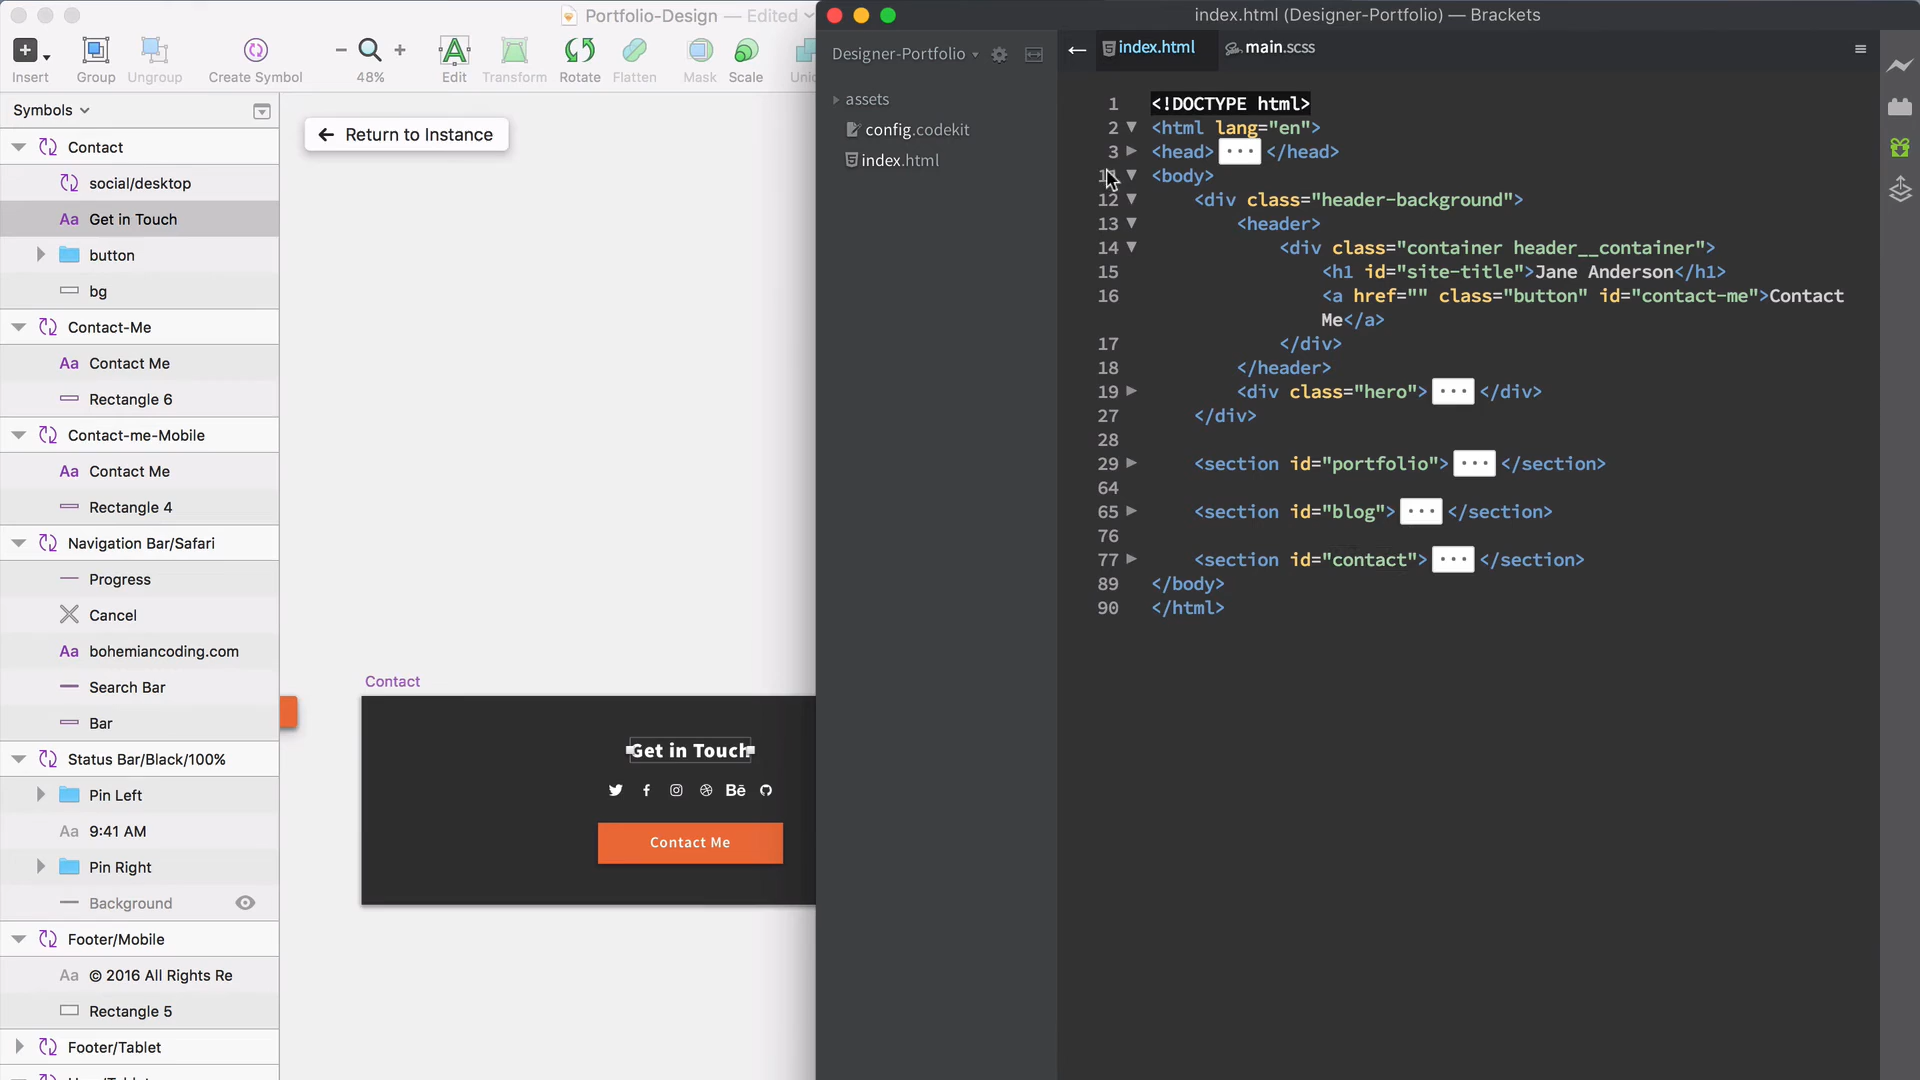 Portfolio-Design — Edited
Insert
Group
Ungroup
Create Symbol
48%
Edit
Transform
Rotate
Flatten
Mask
Scale
Symbols
Contact
social/desktop
Get in Touch
button
bg
Contact-Me
Aa Contact Me
Rectangle 6
Contact-me-Mobile
Aa Contact Me
Rectangle 4
Navigation Bar/Safari
Progress
Cancel
Aa bohemiancoding.com
Search Bar
Bar
Status Bar/Black/100%
Pin Left
Aa 9:41 AM
Pin Right
Background
Footer/Mobile
Aa © 2016 All Rights Re
Rectangle 5
Footer/Tablet
Return to Instance
Contact
Get in Touch
Bē
Contact Me
index.html (Designer-Portfolio) — Brackets
Designer-Portfolio
assets
config.codekit
index.html
index.html
main.scss
1 <!DOCTYPE html>
2 <html lang="en">
3 <head> ... </head>
11 <body>
12 <div class="header-background">
13 <header>
14 <div class="container header__container">
15 <h1 id="site-title">Jane Anderson</h1>
16 <a href="" class="button" id="contact-me">Contact
Me</a>
17 </div>
18 </header>
19 <div class="hero"> ... </div>
27 </div>
28
29 <section id="portfolio"> ... </section>
64
65 <section id="blog"> ... </section>
76
77 <section id="contact"> ... </section>
89 </body>
90 </html>